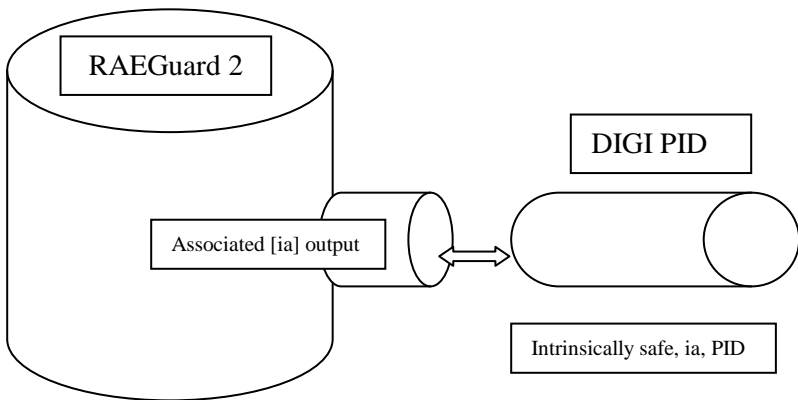 RAEGuard 2
DIGI PID
Associated [ia] output
Intrinsically safe, ia, PID